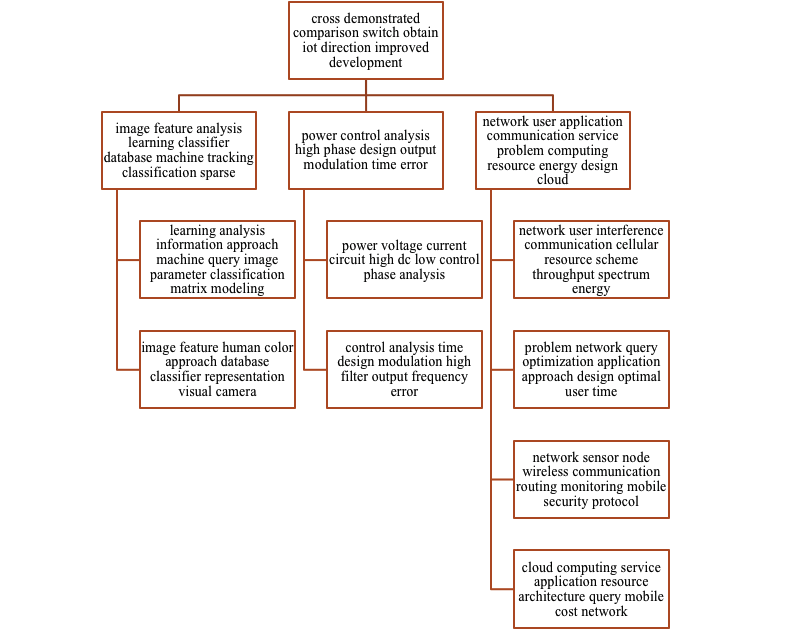 cross demonstrated
comparison switch obtain
iot direction improved
development
image feature analysis
learning classifier
database machine tracking
classification sparse
power control analysis
high phase design output
modulation time error
network user application
communication service
problem computing
resource energy design
cloud
learning analysis
information approach
machine query image
parameter classification
matrix modeling
image feature human color
approach database
classifier representation
visual camera
power voltage current
circuit high dc low control
phase analysis
control analysis time
design modulation high
filter output frequency
error
network user interference
communication cellular
resource scheme
throughput spectrum
energy
problem network query
optimization application
approach design optimal
user time
network sensor node
wireless communication
routing monitoring mobile
security protocol
cloud computing service
application resource
architecture query mobile
cost network